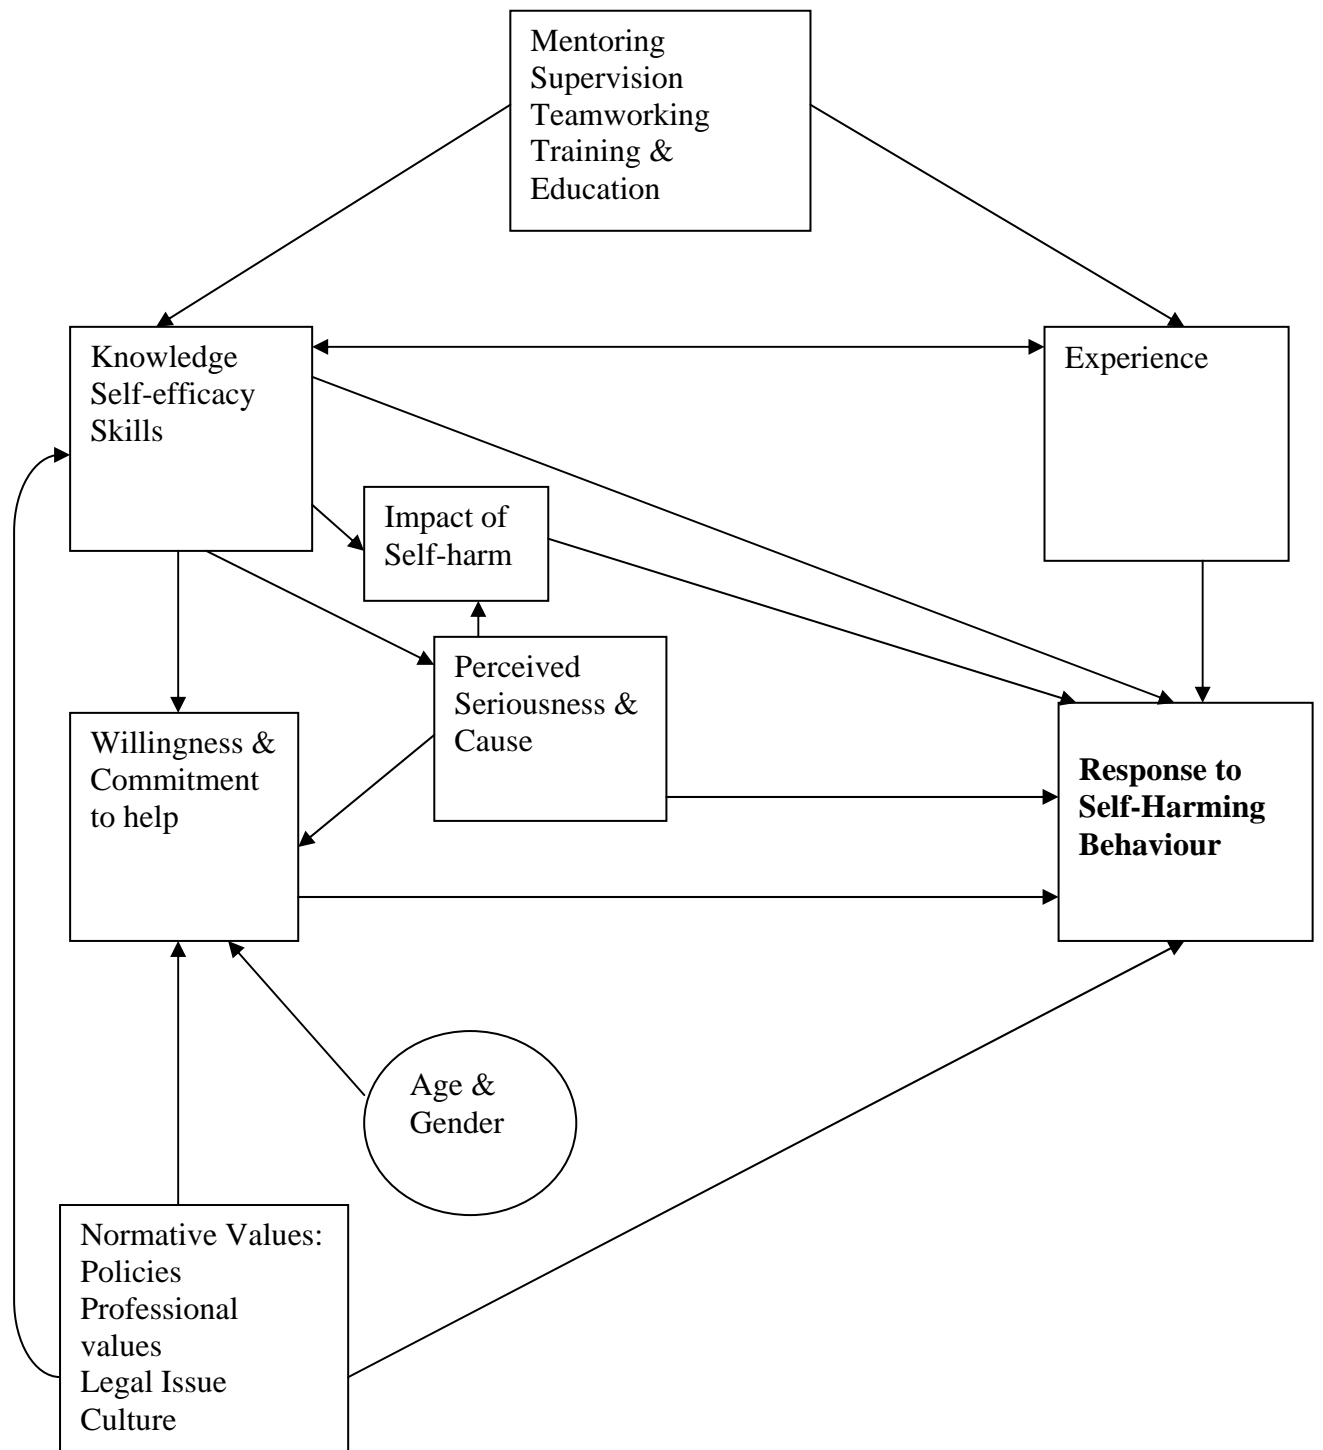 Mentoring
Supervision
Teamworking
Training &
Education
Knowledge
Self-efficacy
Skills
Experience
Impact of
Self-harm
Perceived
Seriousness &
Cause
Willingness &
Commitment
to help
Response to
Self-Harming
Behaviour
Age &
Gender
Normative Values:
Policies
Professional
values
Legal Issue
Culture